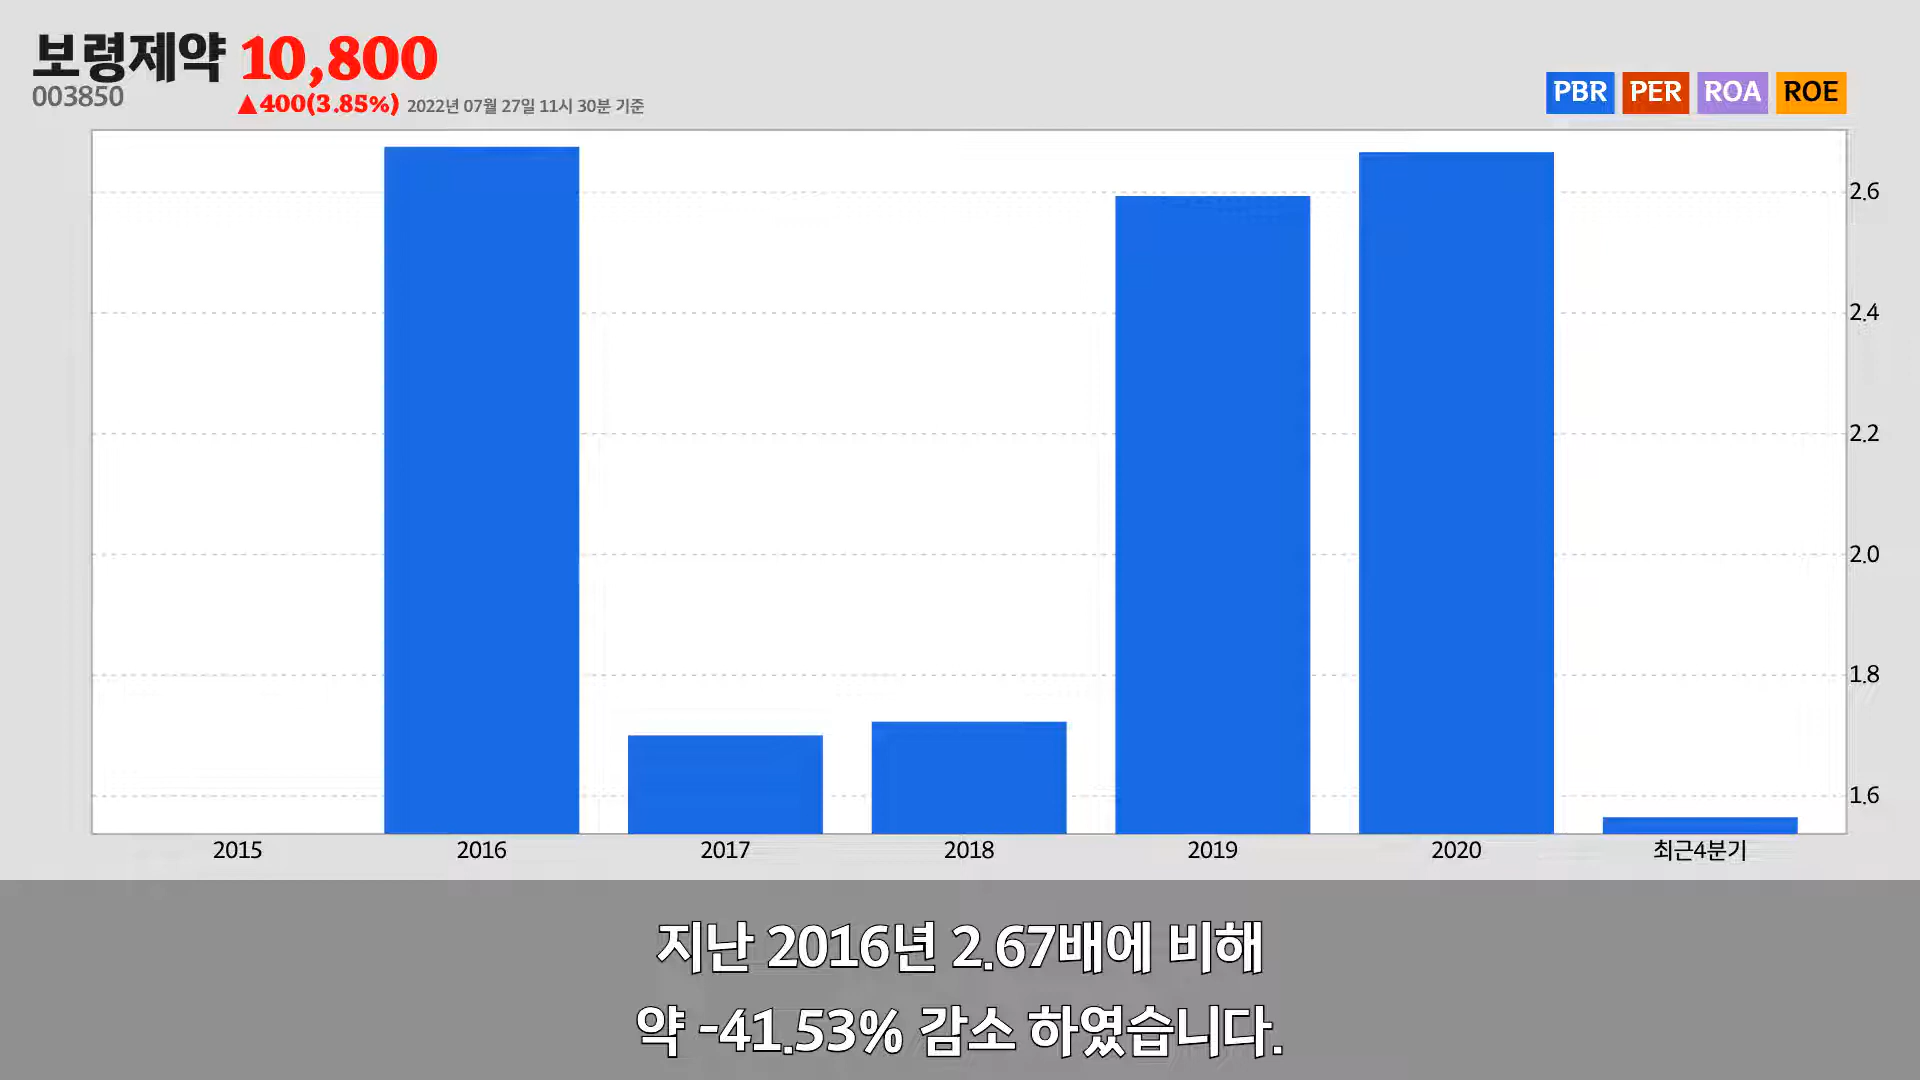 보령제약 10,800
003850
▲400(3.85%) 2022년 07월 27일 11시 30분 기준
PBR PER ROA ROE
2.6
2.4
2.2
2.0
1.8
1.6
2015 2016 2017 2018 2019 2020 최근4분기
지난 2016년 2.67배에 비해
약 -41.53% 감소 하였습니다.